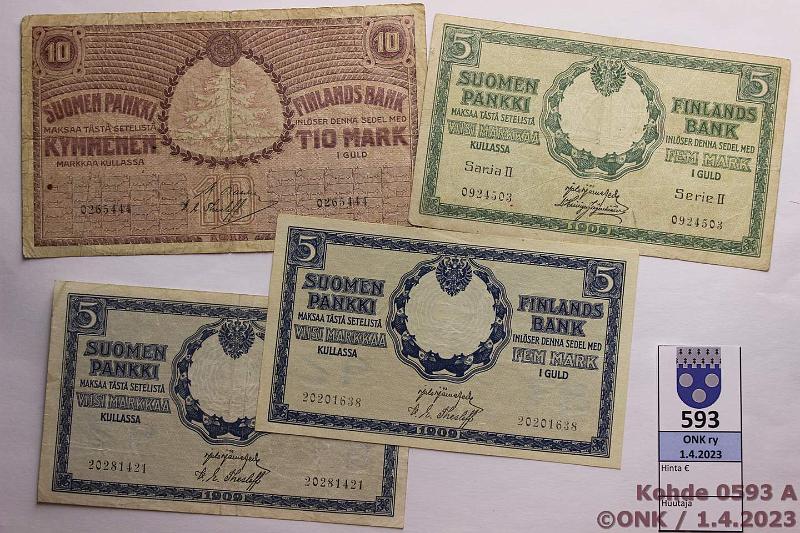 10
10
SUOMEN PANKKI
FINLANDS BANK
MAKSAA TÄSTÄ SETELISTÄ
INLÖSER DENNA SEDEL MED
KYMMENEN
TIO MARK
MARKKAA KULLASSA
I GULD
10
0265444
0265444
5
5
SUOMEN
PANKKI
FINLANDS
BANK
MAKSAA TÄSTÄ SETELISTÄ
INLÖSER DENNA SEDEL MED
VIISI MARKKAA
FEM MARK
KULLASSA
I GULD
Sarja II
Serie II
0924503
0924503
1909
5
5
SUOMEN
PANKKI
FINLANDS
BANK
MAKSAA TÄSTÄ SETELISTÄ
INLÖSER DENNA SEDEL MED
VIISI MARKKAA
FEM MARK
KULLASSA
I GULD
20201638
20201638
1909
5
SUOMEN
PANKKI
MAKSAA TÄSTÄ SETELISTÄ
VIISI MARKKAA
KULLASSA
20281421
20281421
1909
593
ONK ry
1.4.2023
Hinta €
Huutaja
Kohde 0593 A
©ONK / 1.4.2023